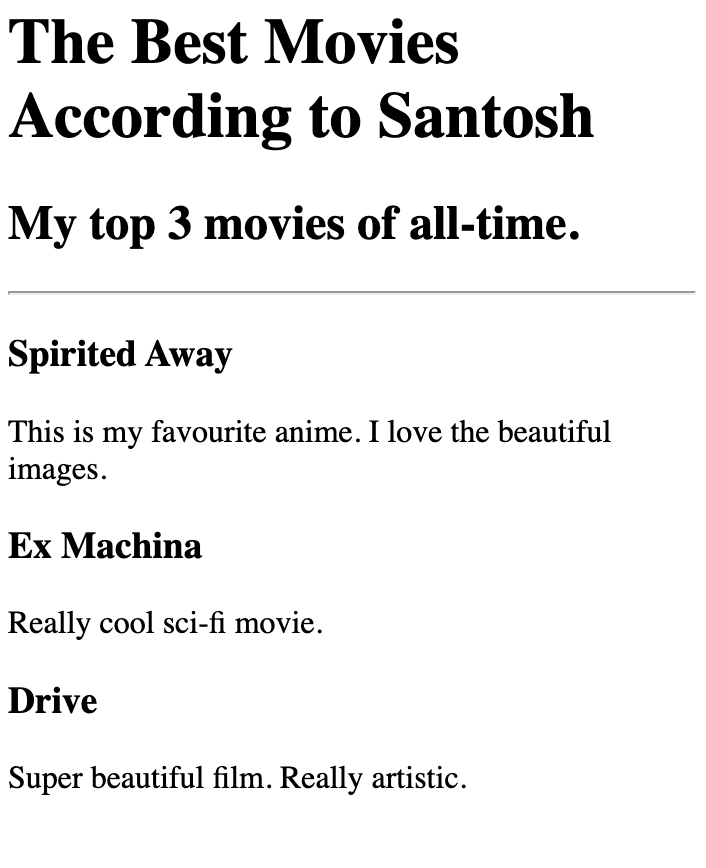 The Best Movies
According to Santosh
My top 3 movies of all-time.
Spirited Away
This is my favourite anime. I love the beautiful
images.
Ex Machina
Really cool sci-fi movie.
Drive
Super beautiful film. Really artistic.